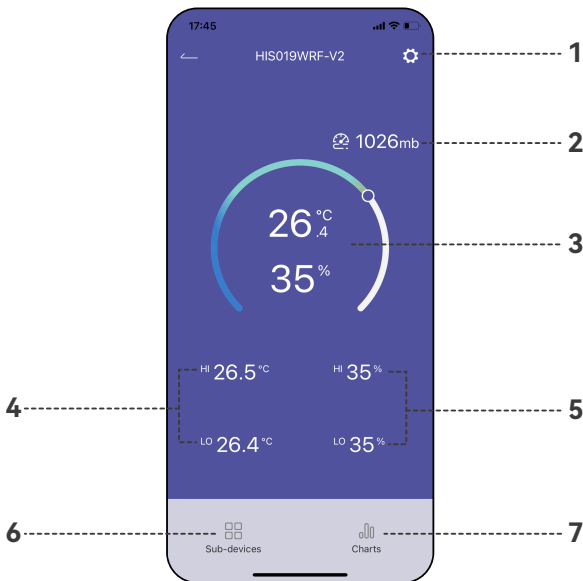 17:45
HIS019WRF-V2
1
1026mb
2
26.4°C
3
35%
HI 26.5°C
HI 35%
4
5
LO 26.4°C
LO 35%
6
7
Sub-devices
Charts